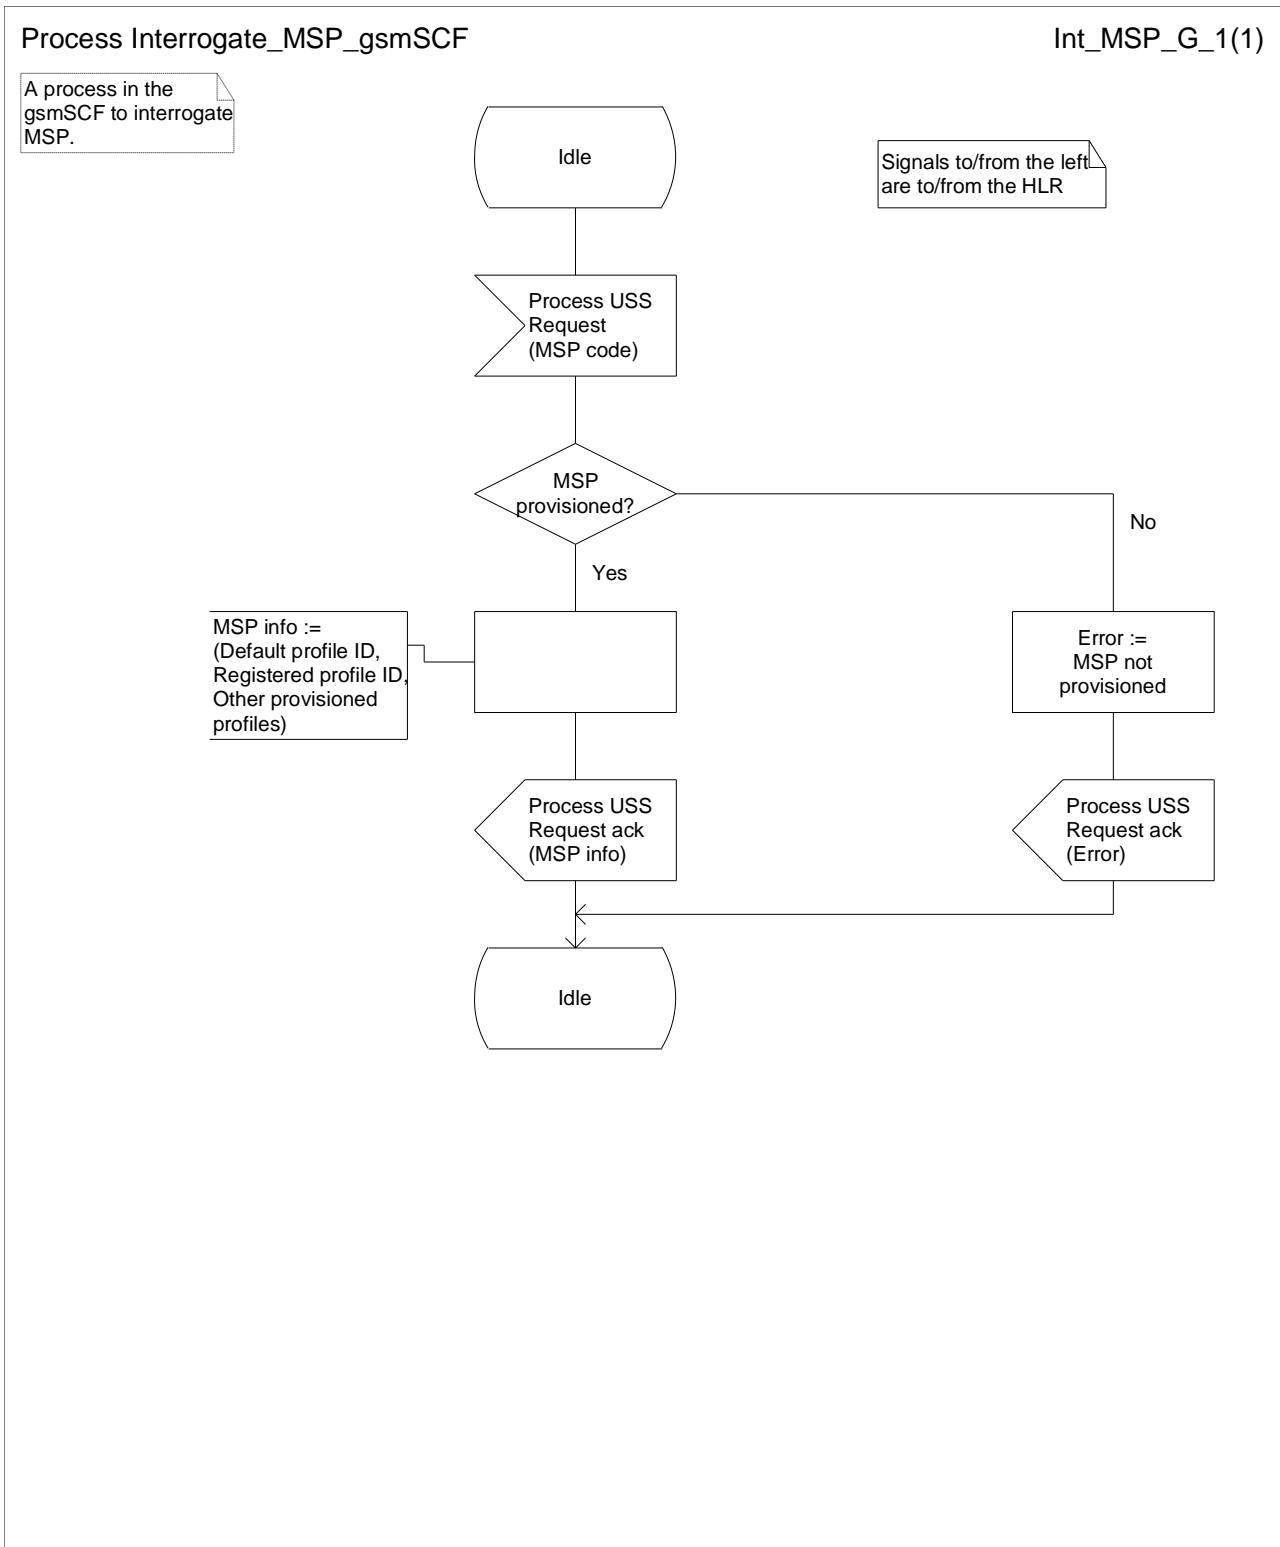 Process Interrogate_MSP_gsmSCF
Int_MSP_G_1(1)
A process in the
gsmSCF to interrogate
MSP.
Idle
Signals to/from the left
are to/from the HLR
Process USS
Request
(MSP code)
MSP
provisioned?
No
Yes
MSP info :=
(Default profile ID,
Registered profile ID,
Other provisioned
profiles)
Error :=
MSP not
provisioned
Process USS
Request ack
(MSP info)
Process USS
Request ack
(Error)
Idle